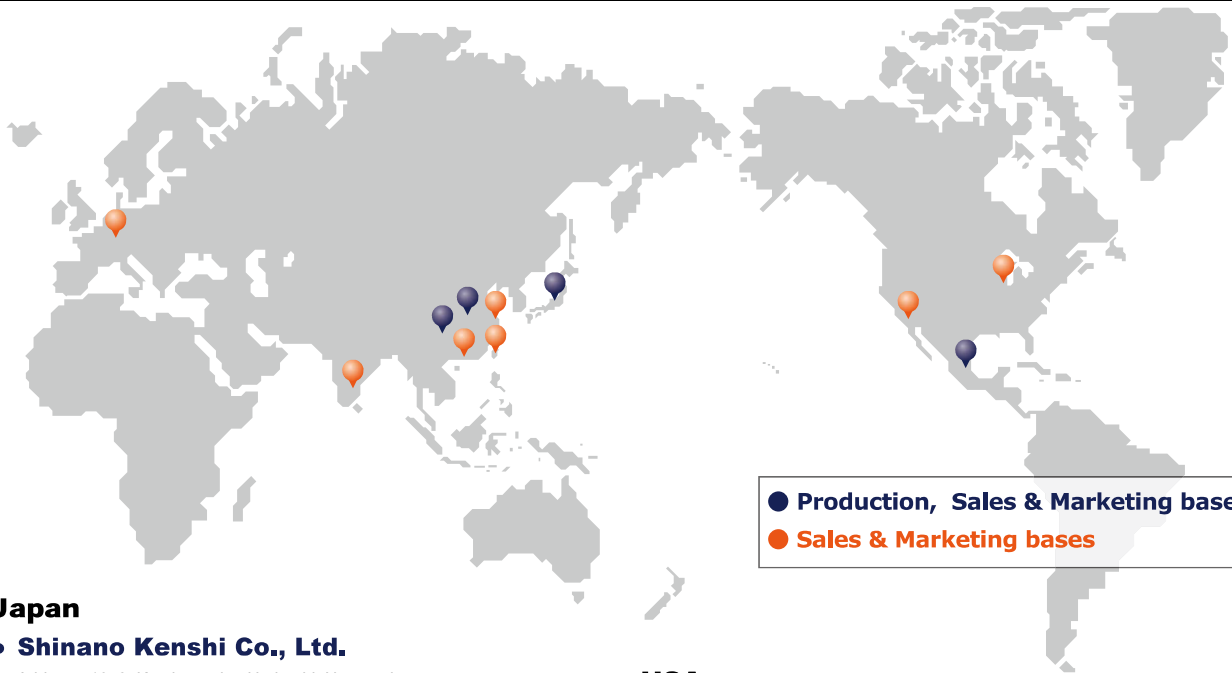 Production, Sales & Marketing base
Sales & Marketing bases
Japan
Shinano Kenshi Co., Ltd.